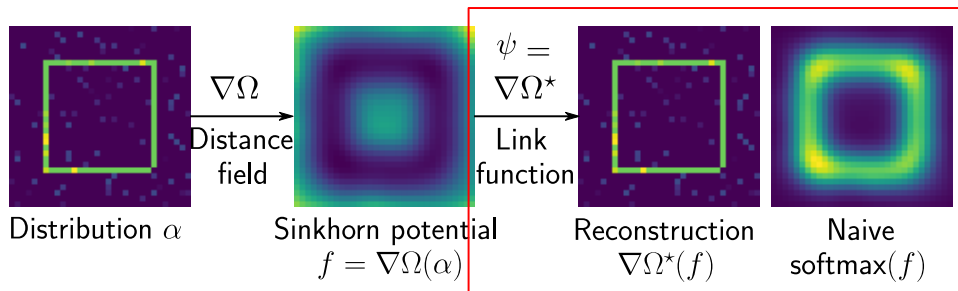 ∇Ω
Distance
field
ψ =
∇Ω⋆
Link
function
Distribution α
Sinkhorn potential
f = ∇Ω(α)
Reconstruction
∇Ω⋆(f)
Naive
softmax(f)